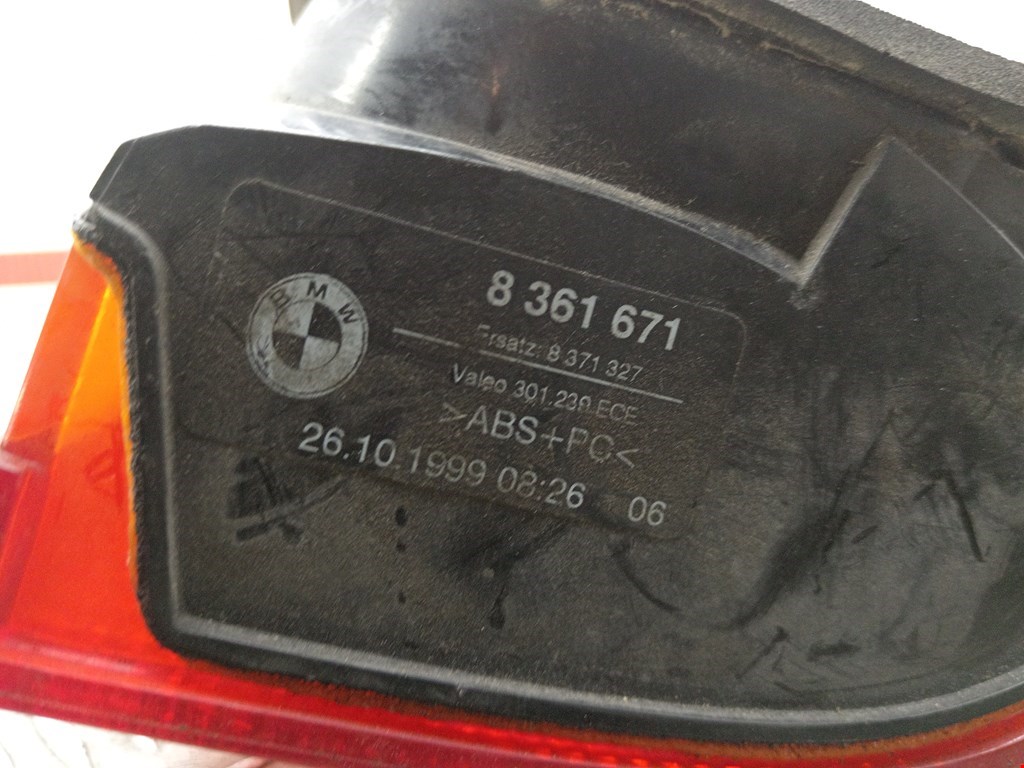 BMW
8 361 671
Ersatz: 8 371 327
Valeo 301.239 ECE
>ABS+PC<
26.10.1999 08:26 06